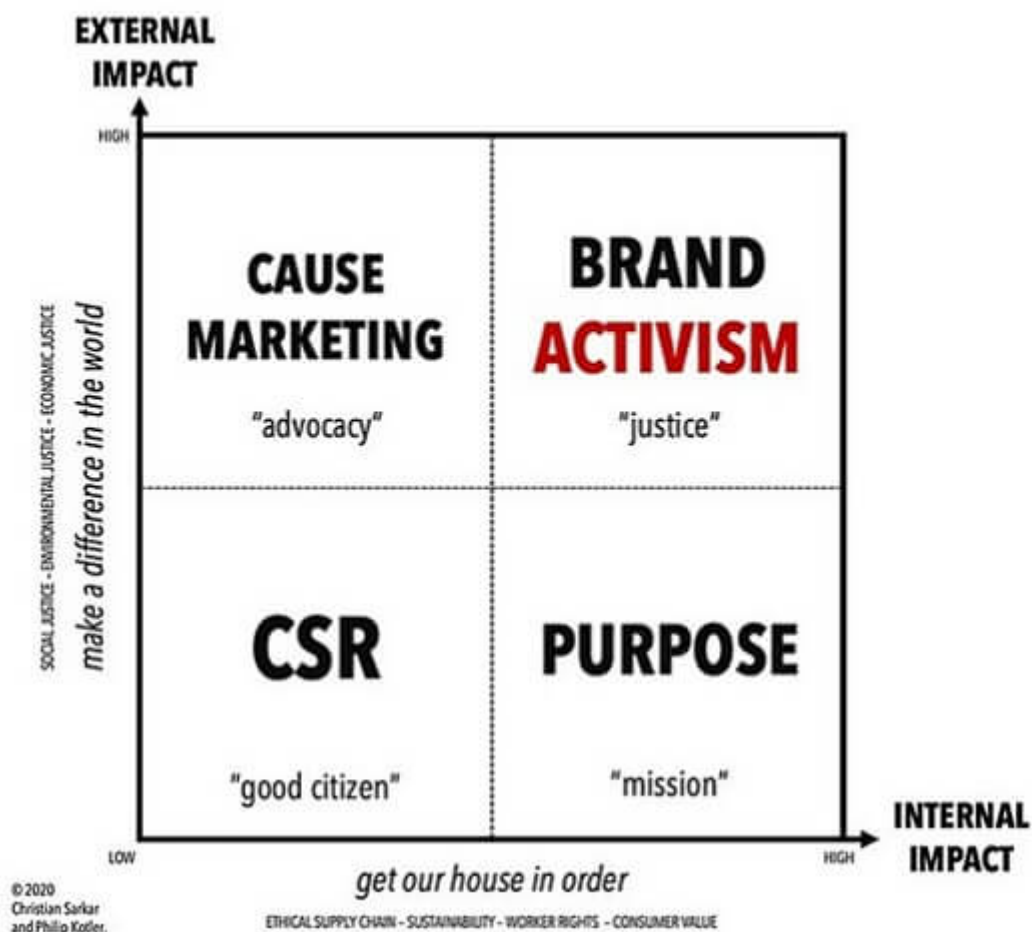 EXTERNAL
IMPACT
HIGH
CAUSE
MARKETING
"advocacy"
BRAND
ACTIVISM
"justice"
SOCIAL JUSTICE - ENVIRONMENTAL JUSTICE - ECONOMIC JUSTICE
make a difference in the world
CSR
"good citizen"
PURPOSE
"mission"
INTERNAL
IMPACT
LOW
HIGH
get our house in order
ETHICAL SUPPLY CHAIN - SUSTAINABILITY - WORKER RIGHTS - CONSUMER VALUE
© 2020
Christian Sarkar
and Philip Kotler.